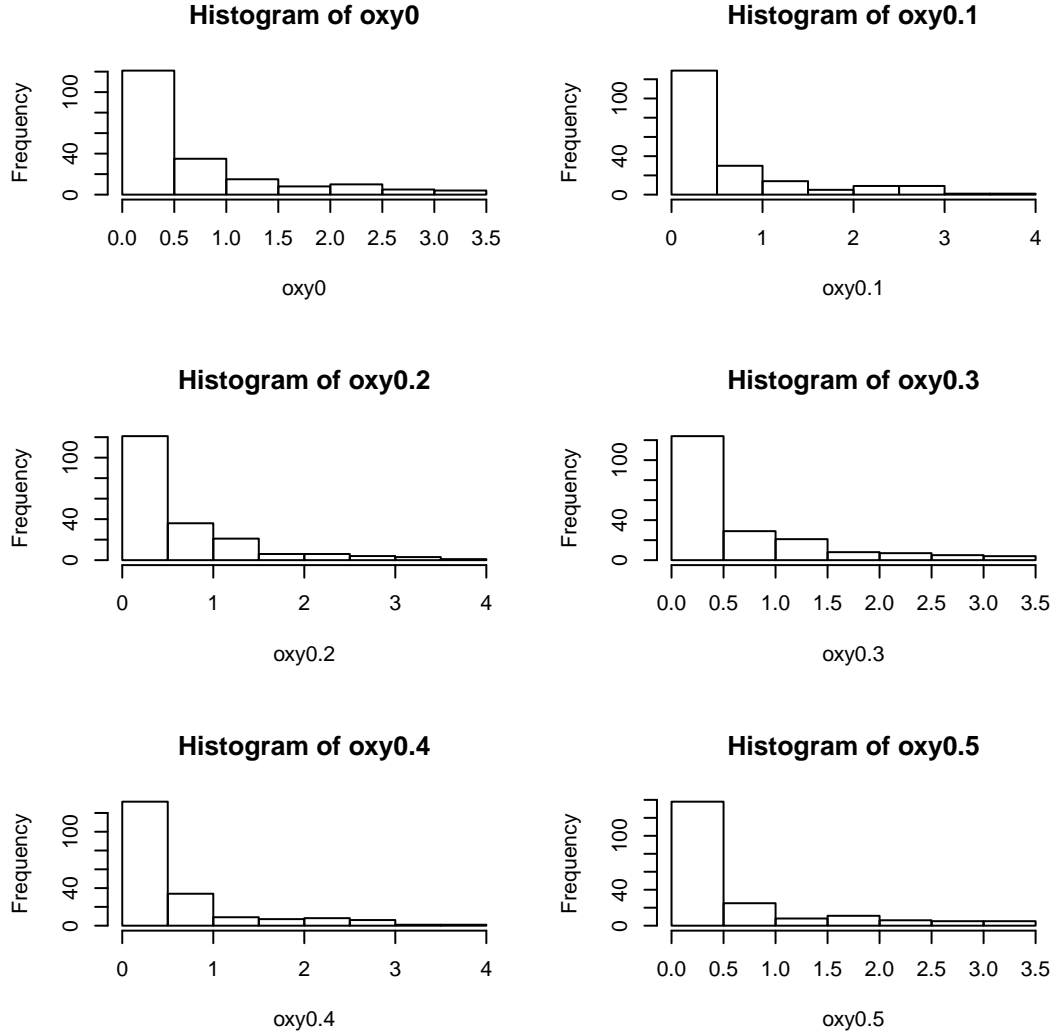 Histogram of oxy0
Frequency
0 40 100
0.0 0.5 1.0 1.5 2.0 2.5 3.0 3.5
oxy0
Histogram of oxy0.1
Frequency
0 40 100
0 1 2 3 4
oxy0.1
Histogram of oxy0.2
Frequency
0 40 100
0 1 2 3 4
oxy0.2
Histogram of oxy0.3
Frequency
0 40 100
0.0 0.5 1.0 1.5 2.0 2.5 3.0 3.5
oxy0.3
Histogram of oxy0.4
Frequency
0 40 100
0 1 2 3 4
oxy0.4
Histogram of oxy0.5
Frequency
0 40 100
0.0 0.5 1.0 1.5 2.0 2.5 3.0 3.5
oxy0.5